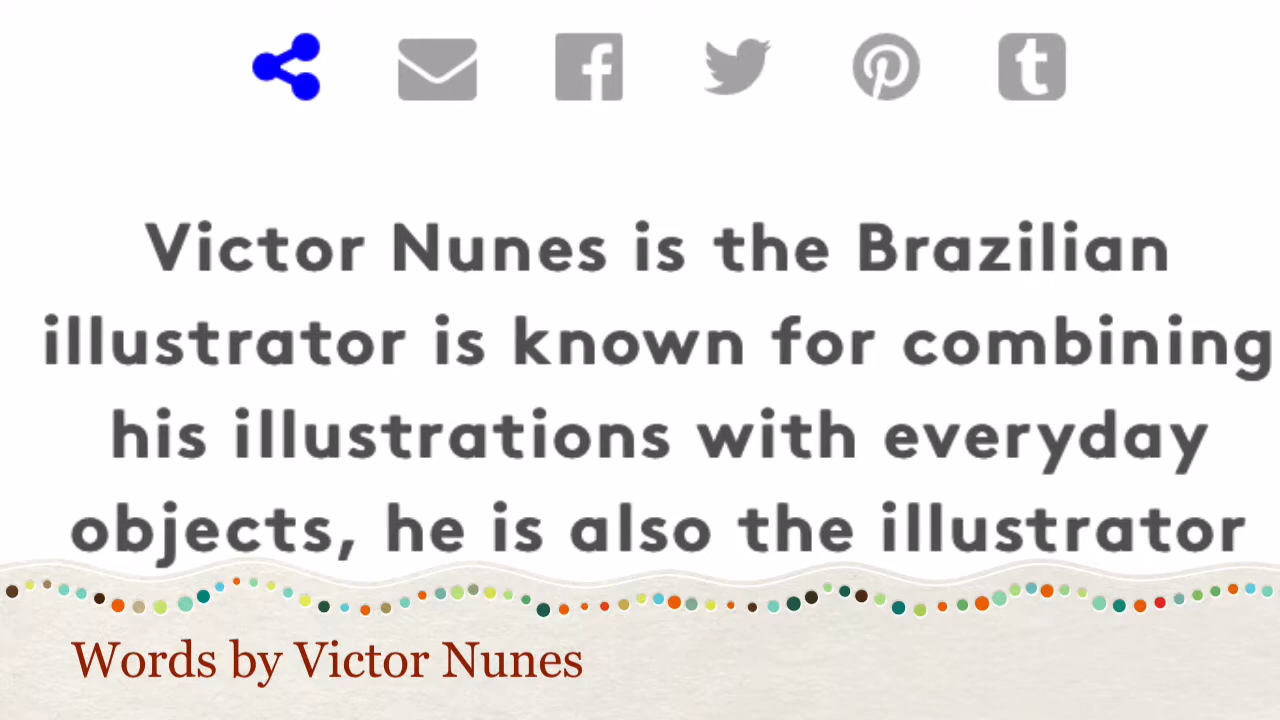 Victor Nunes is the Brazilian
illustrator is known for combining
his illustrations with everyday
objects, he is also the illustrator
Words by Victor Nunes